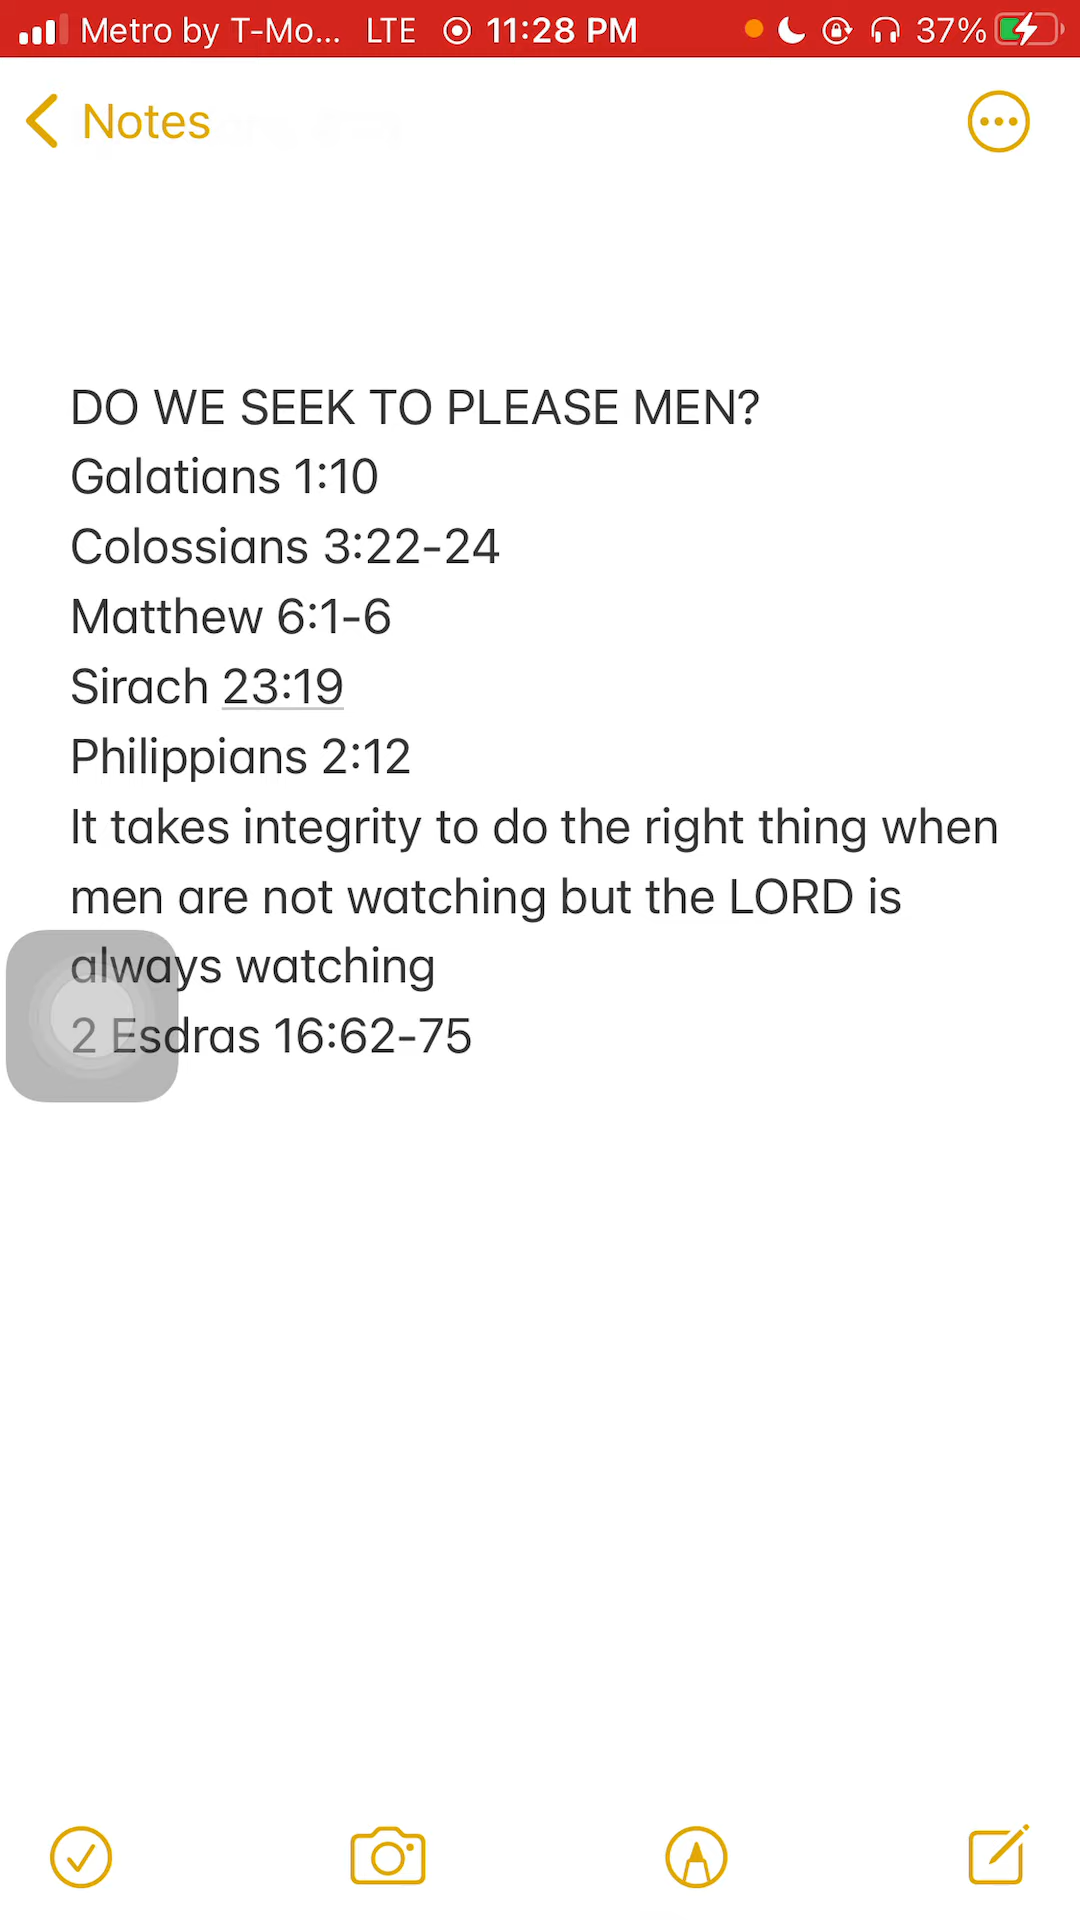 Metro by T-Mo... LTE 11:28 PM 37%
Notes
DO WE SEEK TO PLEASE MEN?
Galatians 1:10
Colossians 3:22-24
Matthew 6:1-6
Sirach 23:19
Philippians 2:12
It takes integrity to do the right thing when
men are not watching but the LORD is
always watching
2 Esdras 16:62-75